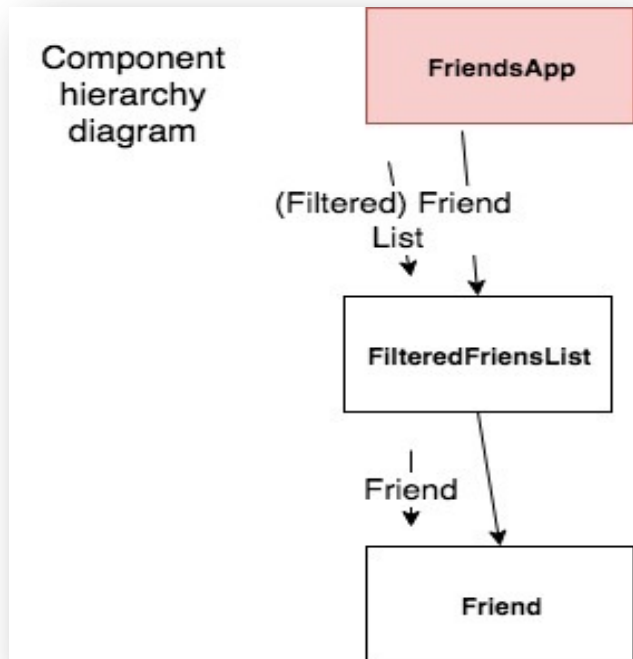 Component
hierarchy
diagram
FriendsApp
(Filtered) Friend
List
FilteredFriensList
Friend
Friend